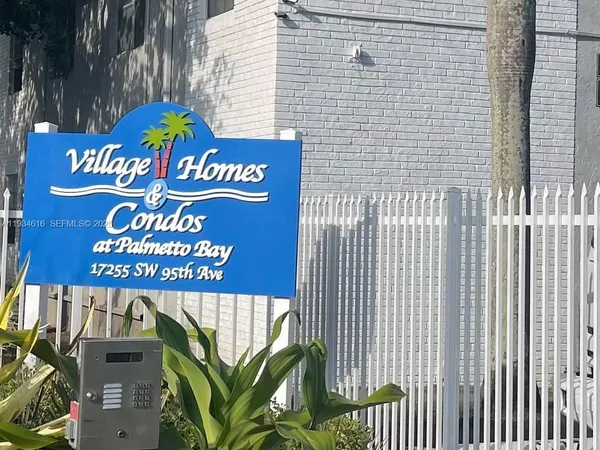 Village Homes
&
Condos
at Palmetto Bay
17255 SW 95th Ave